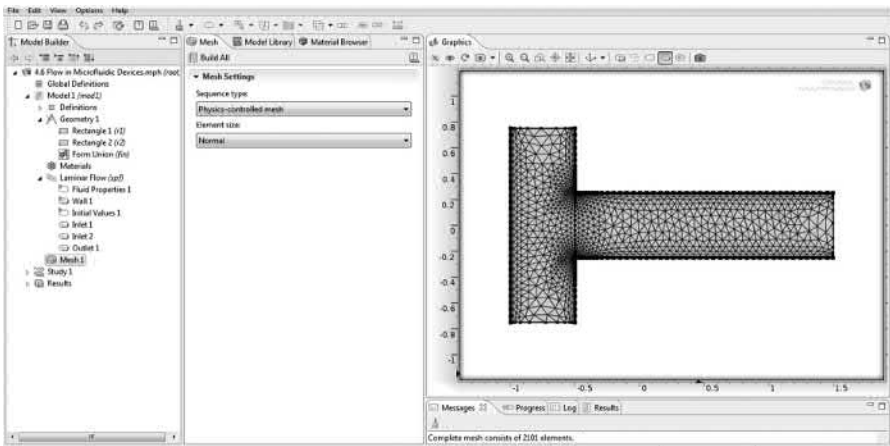 File Edit View Options Help
Model Builder
4.6 Flow in Microfluidic Devices.mph (root)
Global Definitions
Model 1 (mod1)
Definitions
Geometry 1
Rectangle 1 (r1)
Rectangle 2 (r2)
Form Union (fin)
Materials
Laminar Flow (spf)
Fluid Properties 1
Wall 1
Initial Values 1
Inlet 1
Inlet 2
Outlet 1
Mesh 1
Study 1
Results
Mesh Model Library Material Browser
Build All
Mesh Settings
Sequence type:
Physics-controlled mesh
Element size:
Normal
Graphics
1
0.8
0.6
0.4
0.2
0
-0.2
-0.4
-0.6
-0.8
-1
-1 -0.5 0 0.5 1 1.5
Messages Progress Log Results
Complete mesh consists of 2101 elements.